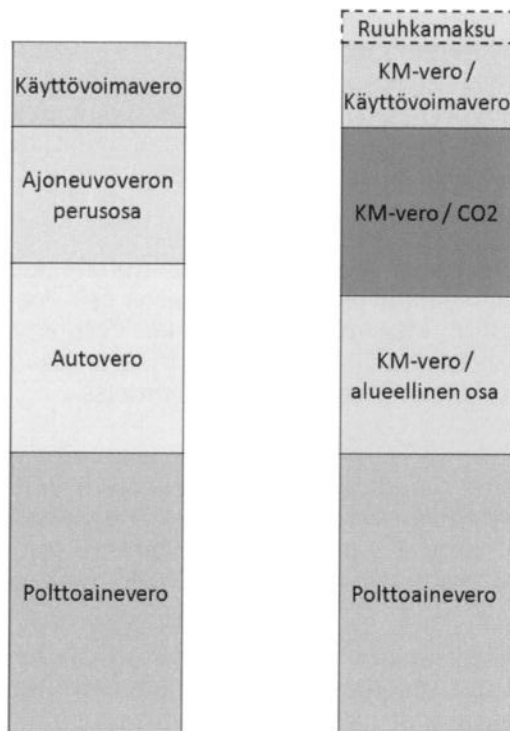 Käyttövoimavero
Ajoneuvoveron
perusosa
Autovero
Polttoainevero
Ruuhkamaksu
KM-vero /
Käyttövoimavero
KM-vero / CO2
KM-vero /
alueellinen osa
Polttoainevero